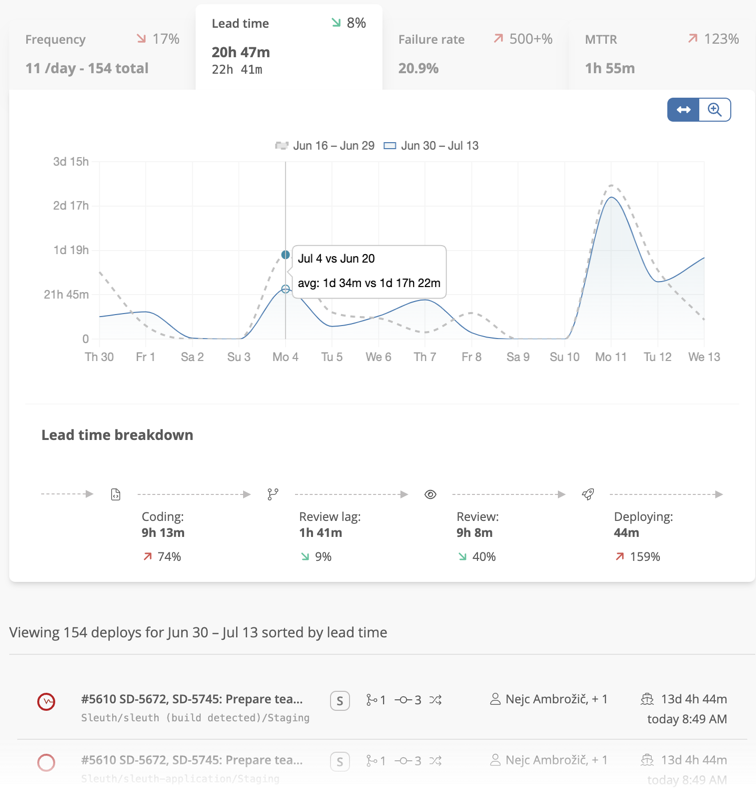 Frequency 17%
11 /day - 154 total
Lead time 8%
20h 47m
22h 41m
Failure rate 500+%
20.9%
MTTR 123%
1h 55m
Jun 16 – Jun 29 Jun 30 – Jul 13
3d 15h
2d 17h
1d 19h
21h 45m
0
Jul 4 vs Jun 20
avg: 1d 34m vs 1d 17h 22m
Th 30 Fr 1 Sa 2 Su 3 Mo 4 Tu 5 We 6 Th 7 Fr 8 Sa 9 Su 10 Mo 11 Tu 12 We 13
Lead time breakdown
Coding:
9h 13m
74%
Review lag:
1h 41m
9%
Review:
9h 8m
40%
Deploying:
44m
159%
Viewing 154 deploys for Jun 30 – Jul 13 sorted by lead time
#5610 SD-5672, SD-5745: Prepare tea... S 1 3 Nejc Ambrožič, + 1 13d 4h 44m
Sleuth/sleuth (build detected)/Staging today 8:49 AM
#5610 SD-5672, SD-5745: Prepare tea... S 1 3 Nejc Ambrožič, + 1 13d 4h 44m
Sleuth/sleuth-application/Staging today 8:49 AM